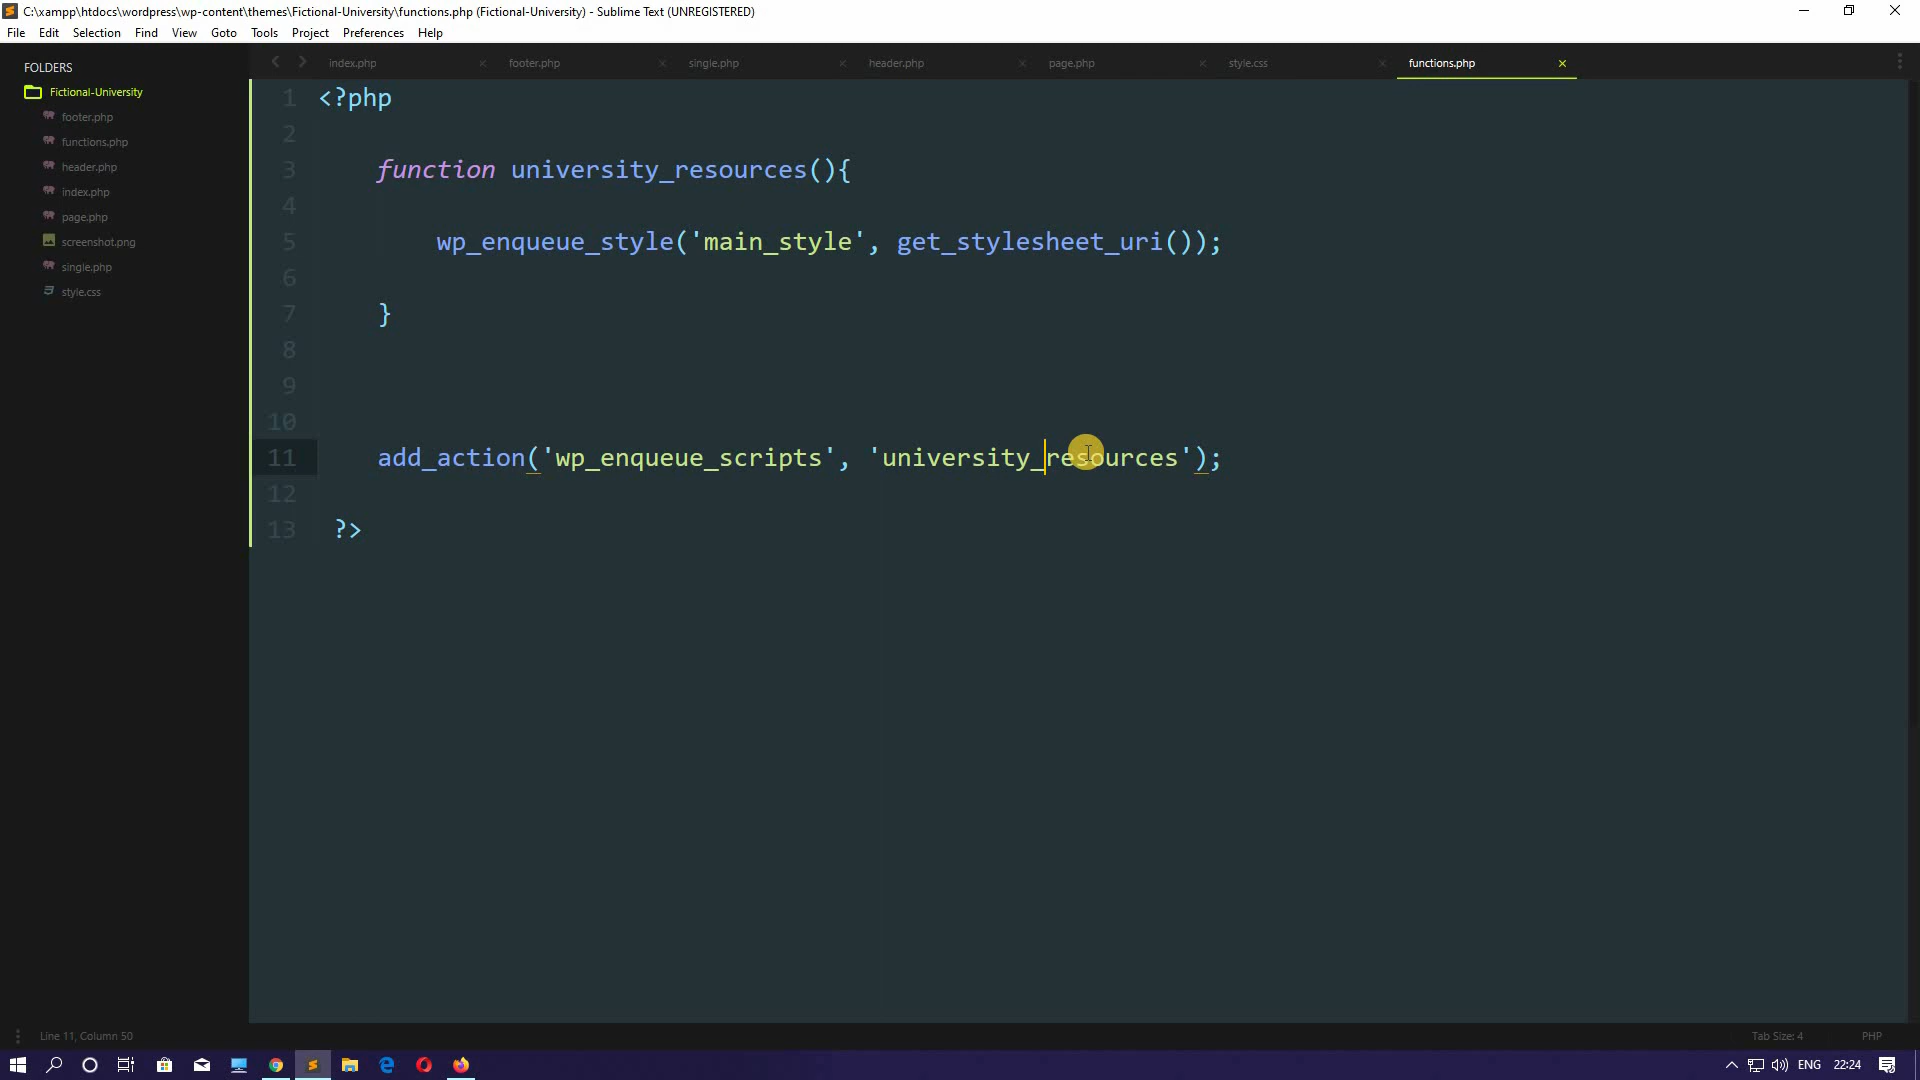 C:\xampp\htdocs\wordpress\wp-content\themes\Fictional-University\functions.php (Fictional-University) - Sublime Text (UNREGISTERED)
File Edit Selection Find View Goto Tools Project Preferences Help
FOLDERS
Fictional-University
footer.php
functions.php
header.php
index.php
page.php
screenshot.png
single.php
style.css
index.php footer.php single.php header.php page.php style.css functions.php
1 <?php
2
3 function university_resources(){
4
5 wp_enqueue_style('main_style', get_stylesheet_uri());
6
7 }
8
9
10
11 add_action('wp_enqueue_scripts', 'university_resources');
12
13 ?>
Line 11, Column 50 Tab Size: 4 PHP
ENG 22:24